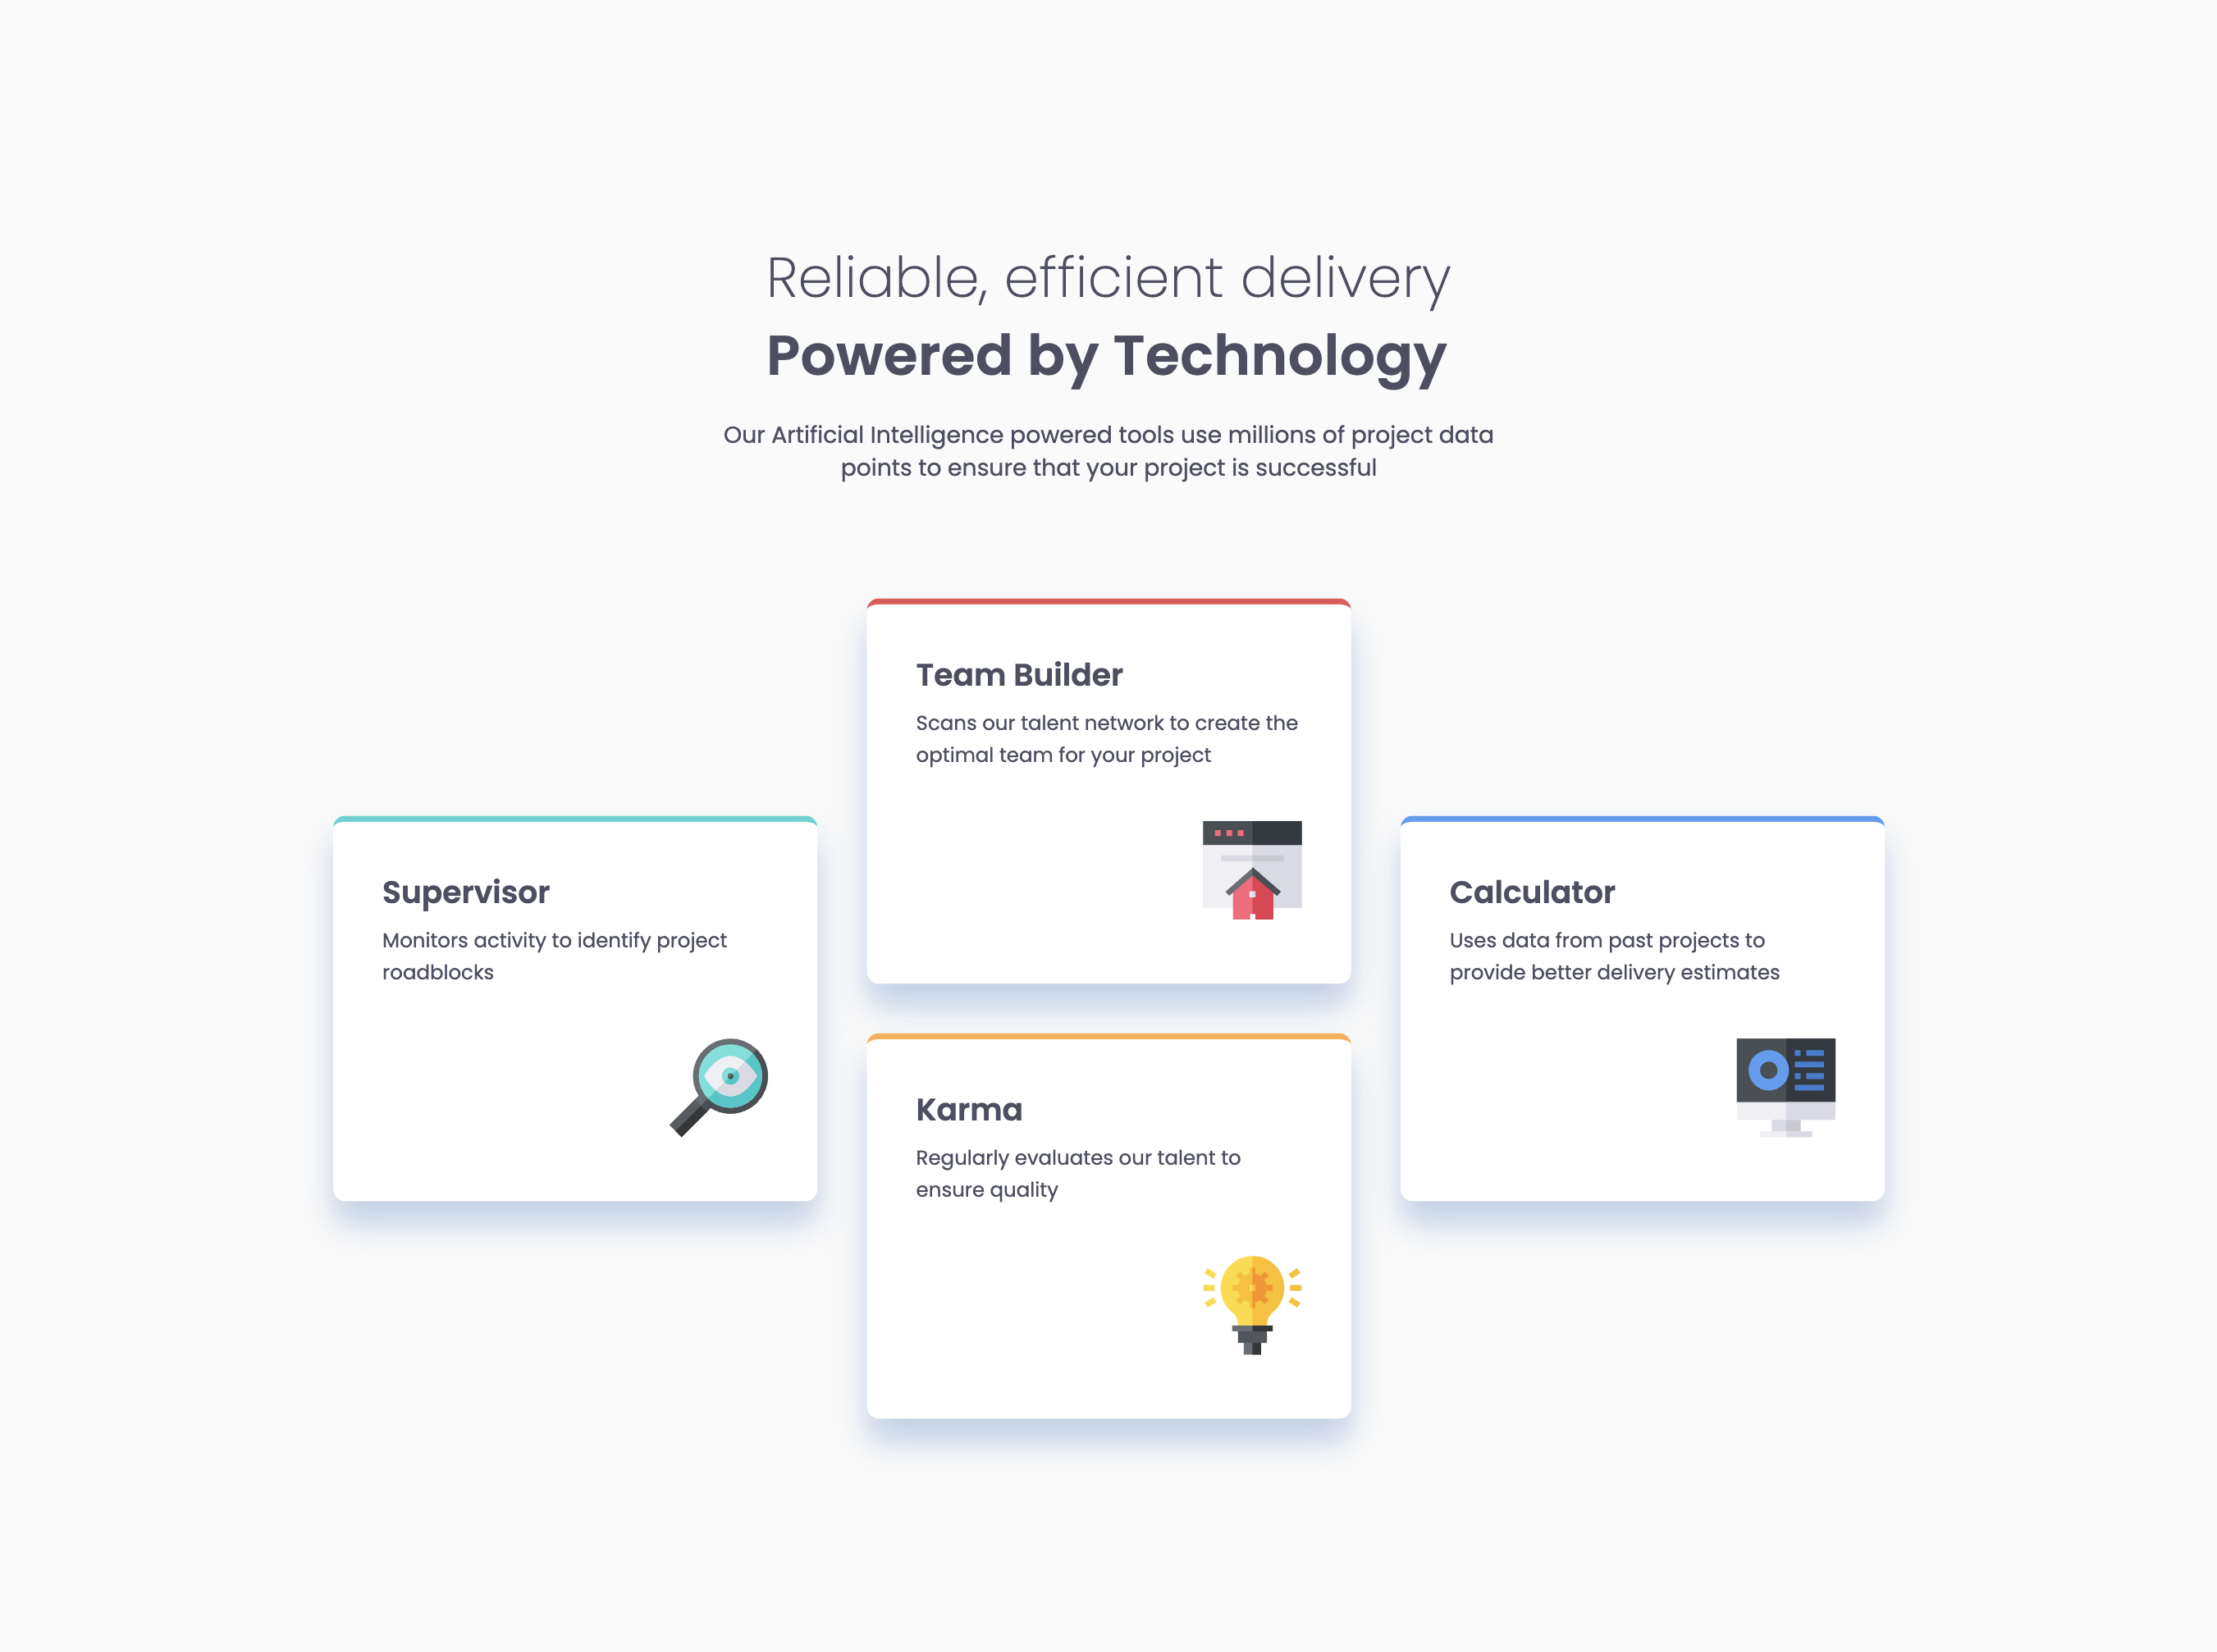 Reliable, efficient delivery
Powered by Technology
Our Artificial Intelligence powered tools use millions of project data
points to ensure that your project is successful
Supervisor
Monitors activity to identify project
roadblocks
Team Builder
Scans our talent network to create the
optimal team for your project
Karma
Regularly evaluates our talent to
ensure quality
Calculator
Uses data from past projects to
provide better delivery estimates